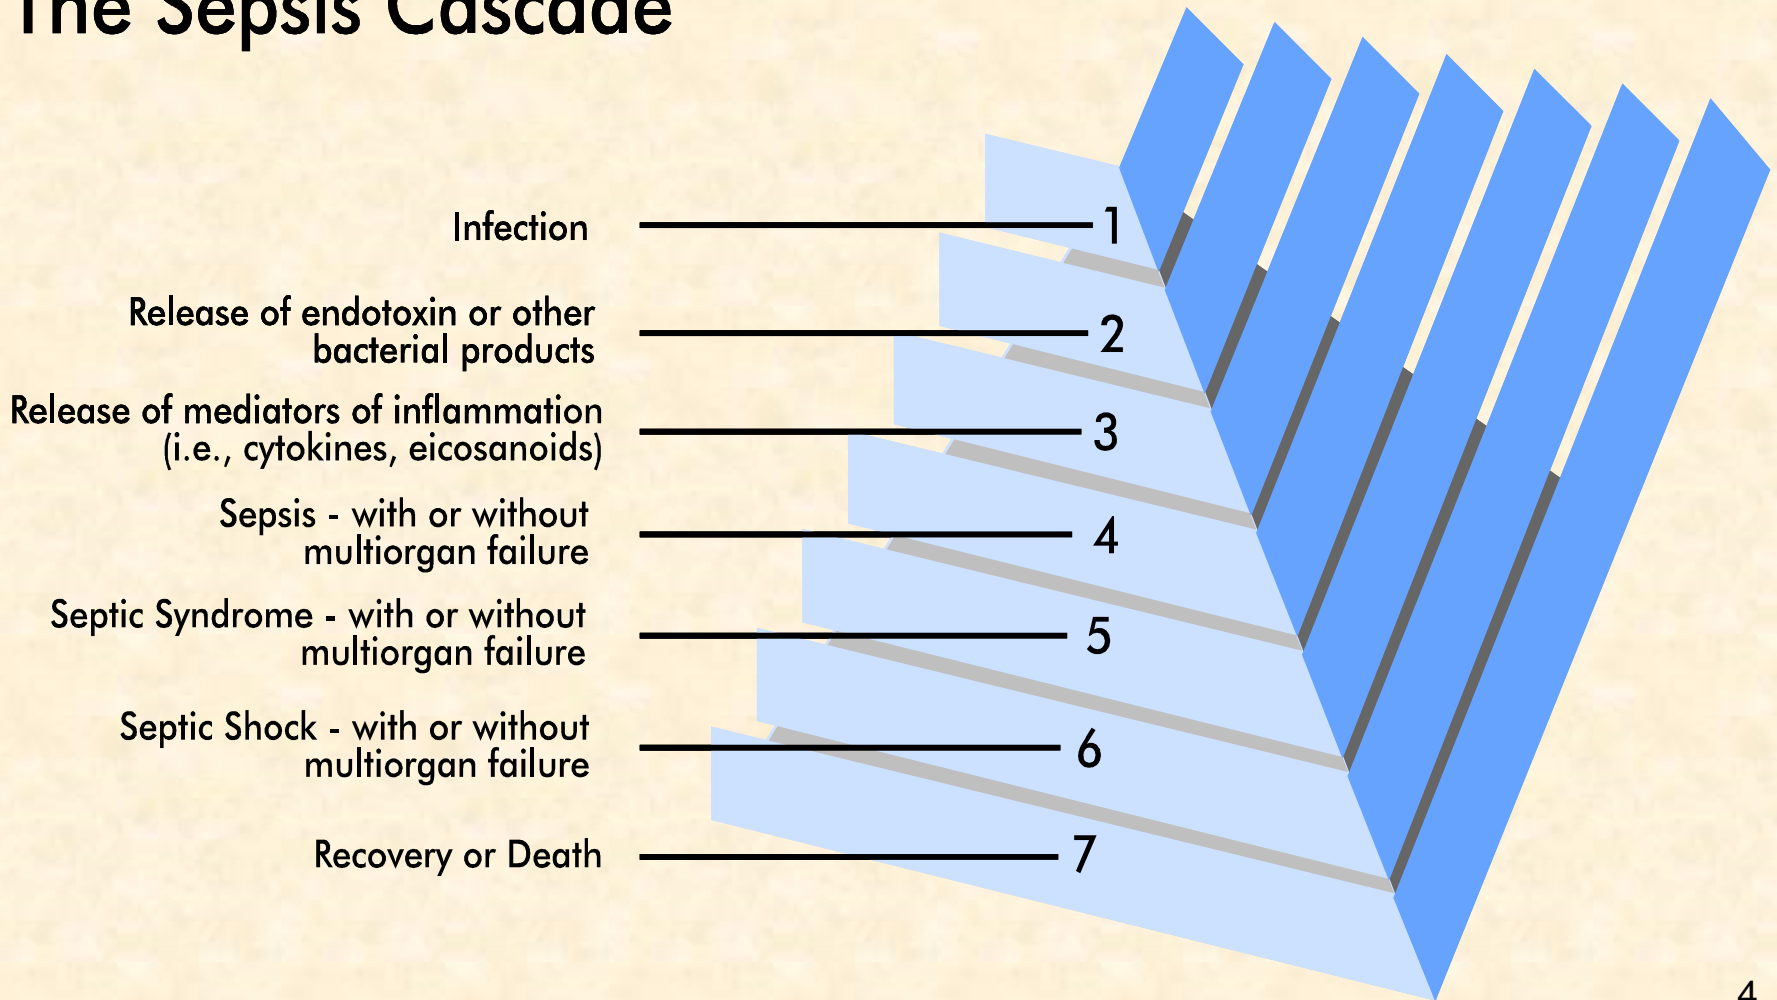 The Sepsis Cascade
Infection
1
Release of endotoxin or other
bacterial products
2
Release of mediators of inflammation
(i.e., cytokines, eicosanoids)
3
Sepsis - with or without
multiorgan failure
4
Septic Syndrome - with or without
multiorgan failure
5
Septic Shock - with or without
multiorgan failure
6
Recovery or Death
7
4